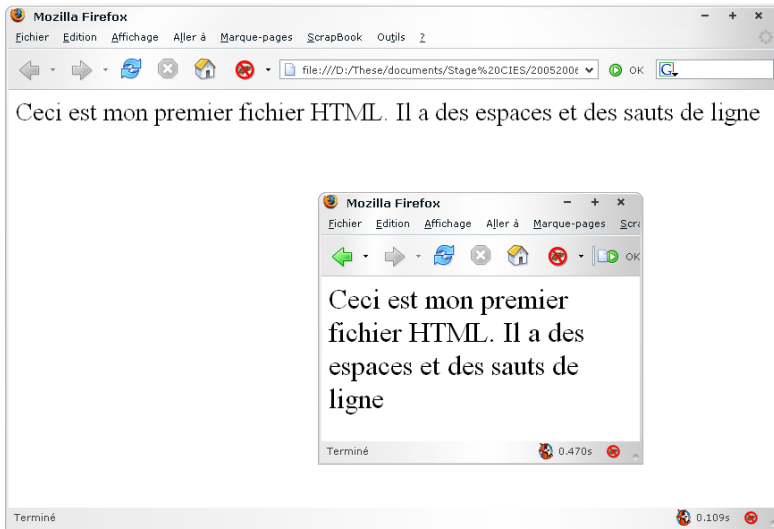 Mozilla Firefox
Fichier Edition Affichage Aller à Marque-pages ScrapBook Outils ?
file:///D:/These/documents/Stage%20CIES/2005200 OK G
Ceci est mon premier fichier HTML. Il a des espaces et des sauts de ligne
Mozilla Firefox
Fichier Edition Affichage Aller à Marque-pages Scr
OK
Ceci est mon premier
fichier HTML. Il a des
espaces et des sauts de
ligne
Terminé 0.470s
Terminé 0.109s